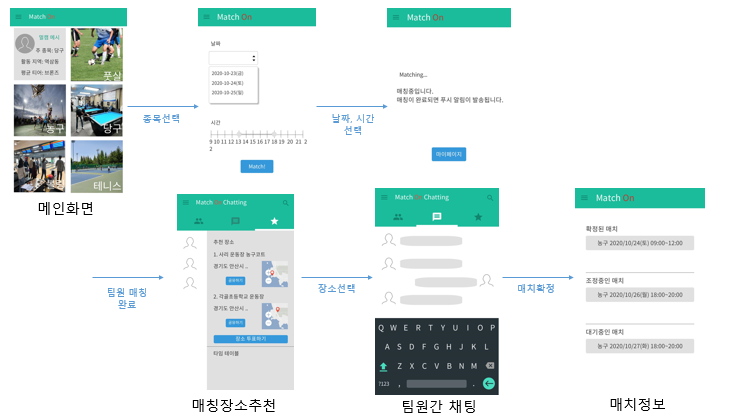 Match On
알람 메시
주 종목: 당구
활동 지역: 역삼동
평균 티어: 브론즈
풋살
농구
당구
테니스
메인화면
종목선택
Match On
날짜
2020-10-23(금)
2020-10-24(토)
2020-10-25(일)
시간
9 10 11 12 13 14 15 16 17 18 19 20 21 2
2
Match!
날짜, 시간
선택
Match On
Matching...
매칭중입니다.
매칭이 완료되면 푸시 알림이 발송됩니다.
마이페이지
팀원 매칭
완료
Match On Chatting
추천 장소
1. 사리 운동장 농구코트
경기도 안산시 ..
공유하기
2. 각골초등학교 운동장
경기도 안산시 ..
공유하기
장소 투표하기
타임 테이블
매칭장소추천
장소선택
Match On Chatting
Q W E R T Y U I O P
A S D F G H J K L
Z X C V B N M
?123 , .
팀원간 채팅
매치확정
Match On
확정된 매치
농구 2020/10/24(토) 09:00~12:00
조정중인 매치
농구 2020/10/26(월) 18:00~20:00
대기중인 매치
농구 2020/10/27(화) 18:00~20:00
매치정보